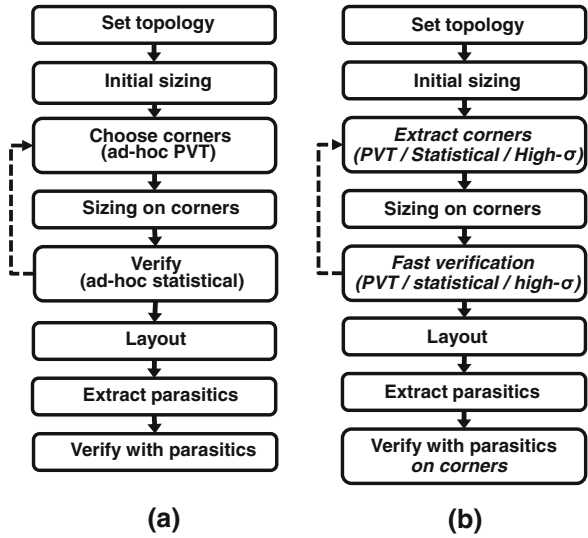 Set topology
Initial sizing
Choose corners
(ad-hoc PVT)
Sizing on corners
Verify
(ad-hoc statistical)
Layout
Extract parasitics
Verify with parasitics
(a)
Set topology
Initial sizing
Extract corners
(PVT / Statistical / High-σ)
Sizing on corners
Fast verification
(PVT / statistical / high-σ)
Layout
Extract parasitics
Verify with parasitics
on corners
(b)